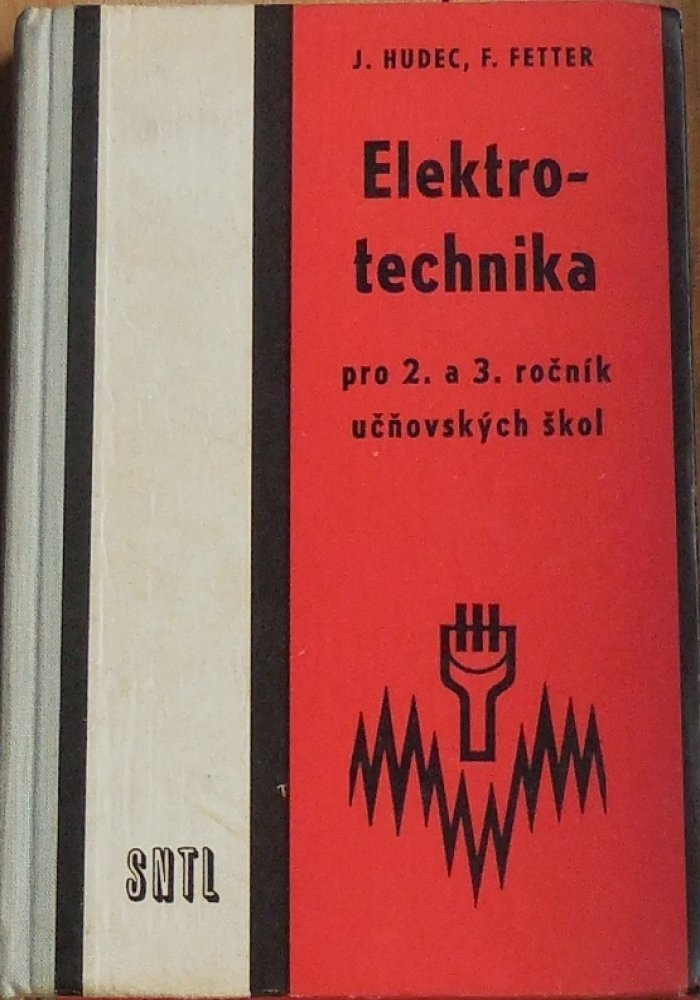 J. HUDEC, F. FETTER
Elektro-
technika
pro 2. a 3. ročník
učňovských škol
SNTL